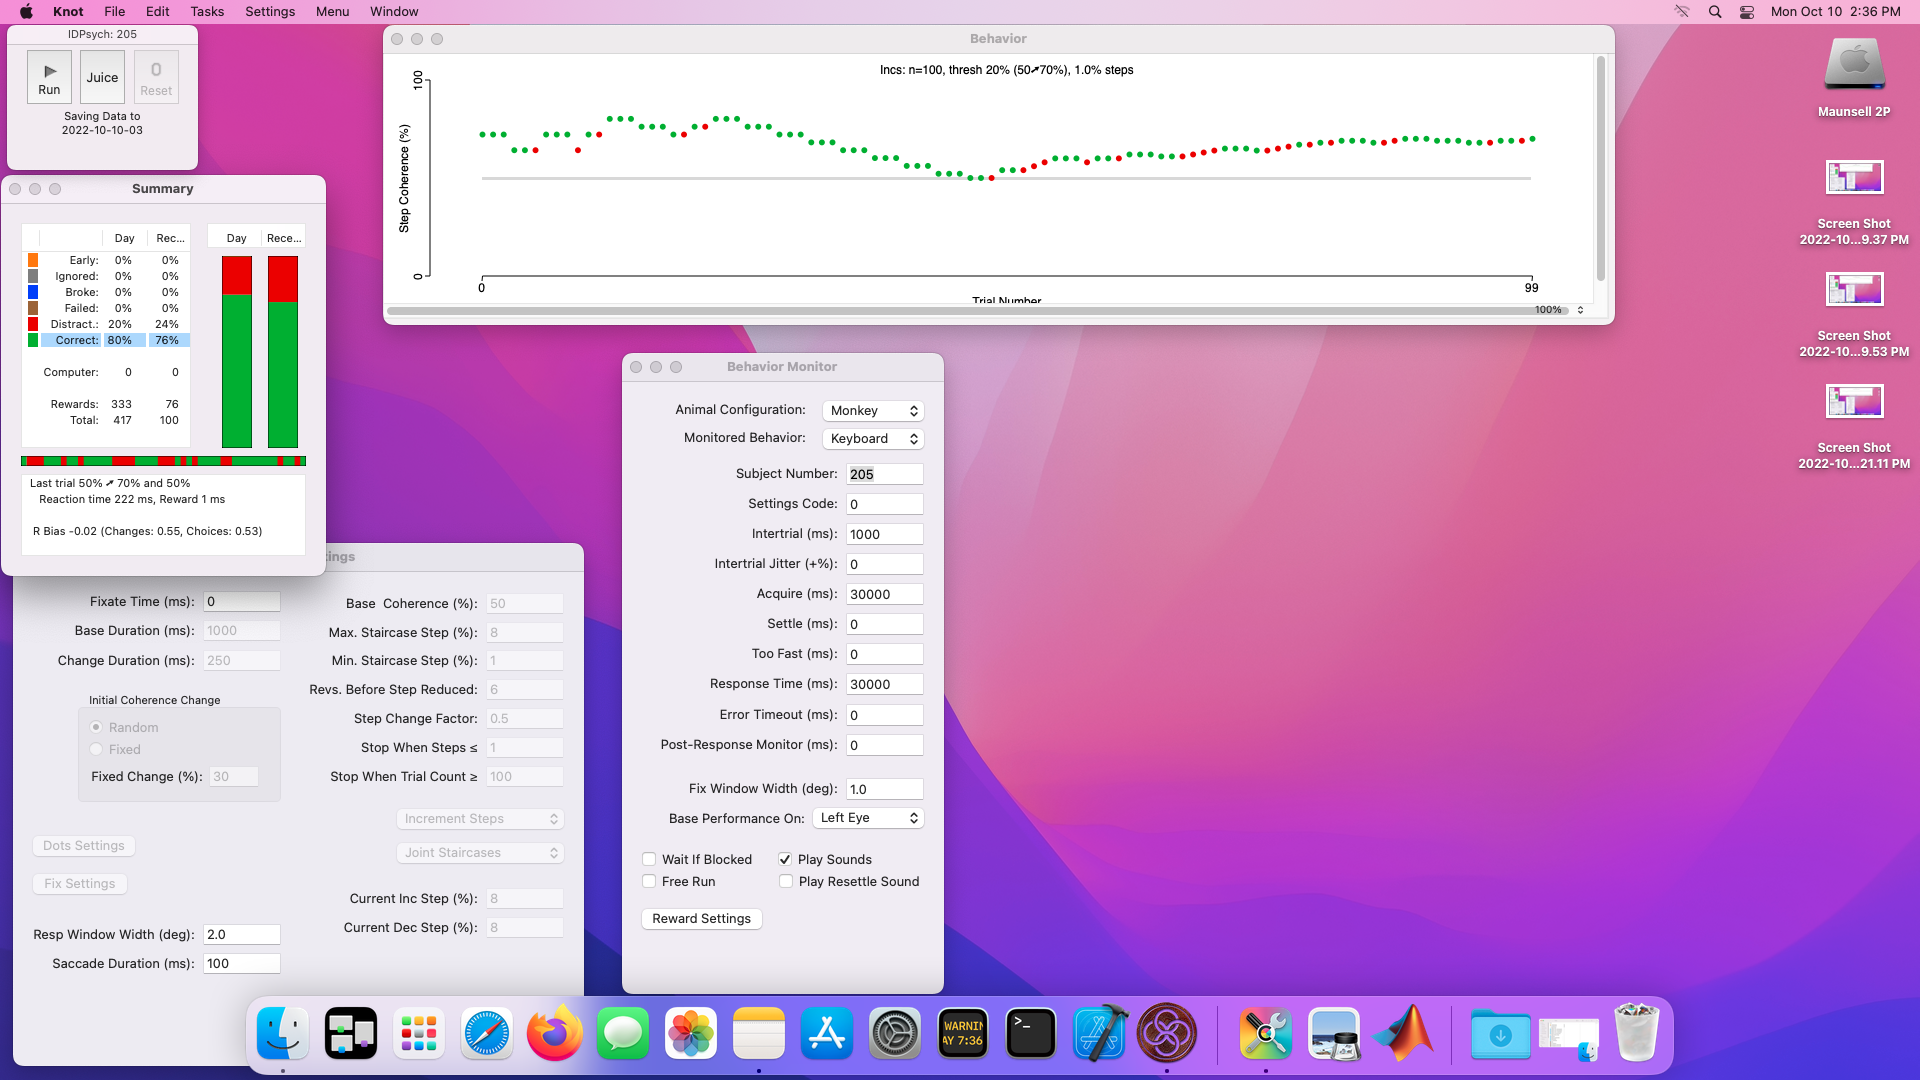 Knot File Edit Tasks Settings Menu Window Mon Oct 10 2:36 PM
IDPsych: 205
Run
Juice
0
Reset
Saving Data to
2022-10-10-03
Summary
Day Rec...
Early: 0% 0%
Ignored: 0% 0%
Broke: 0% 0%
Failed: 0% 0%
Distract.: 20% 24%
Correct: 80% 76%
Computer: 0 0
Rewards: 333 76
Total: 417 100
Day Rece...
Last trial 50% ➚ 70% and 50%
Reaction time 222 ms, Reward 1 ms
R Bias -0.02 (Changes: 0.55, Choices: 0.53)
Behavior
Incs: n=100, thresh 20% (50➚70%), 1.0% steps
Step Coherence (%)
100
0
0
99
Trial Number
100%
tings
Fixate Time (ms): 0
Base Duration (ms): 1000
Change Duration (ms): 250
Initial Coherence Change
Random
Fixed
Fixed Change (%): 30
Dots Settings
Fix Settings
Resp Window Width (deg): 2.0
Saccade Duration (ms): 100
Base Coherence (%): 50
Max. Staircase Step (%): 8
Min. Staircase Step (%): 1
Revs. Before Step Reduced: 6
Step Change Factor: 0.5
Stop When Steps ≤ 1
Stop When Trial Count ≥ 100
Increment Steps
Joint Staircases
Current Inc Step (%): 8
Current Dec Step (%): 8
Behavior Monitor
Animal Configuration: Monkey
Monitored Behavior: Keyboard
Subject Number: 205
Settings Code: 0
Intertrial (ms): 1000
Intertrial Jitter (+%): 0
Acquire (ms): 30000
Settle (ms): 0
Too Fast (ms): 0
Response Time (ms): 30000
Error Timeout (ms): 0
Post-Response Monitor (ms): 0
Fix Window Width (deg): 1.0
Base Performance On: Left Eye
Wait If Blocked Play Sounds
Free Run Play Resettle Sound
Reward Settings
Maunsell 2P
Screen Shot
2022-10...9.37 PM
Screen Shot
2022-10...9.53 PM
Screen Shot
2022-10...21.11 PM
WARNIN
AY 7:36
>_